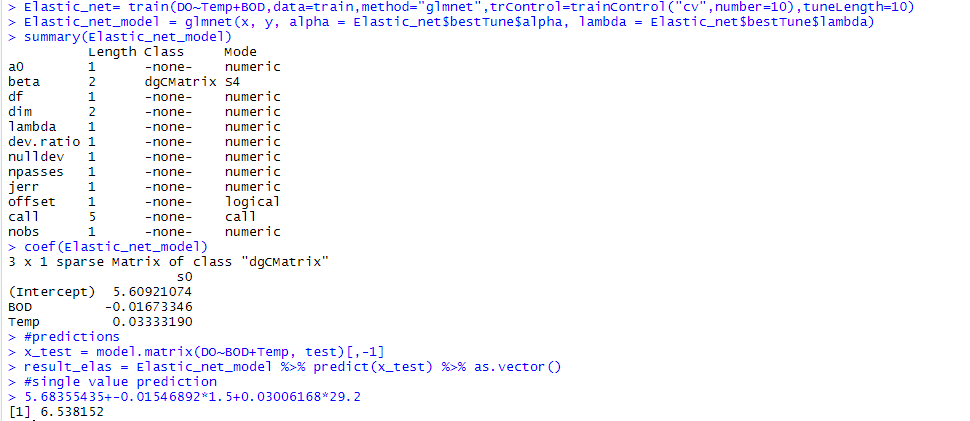 > Elastic_net= train(DO~Temp+BOD,data=train,method="glmnet",trControl=trainControl("cv",number=10),tuneLength=10)
> Elastic_net_model = glmnet(x, y, alpha = Elastic_net$bestTune$alpha, lambda = Elastic_net$bestTune$lambda)
> summary(Elastic_net_model)
          Length Class     Mode
a0        1      -none-    numeric
beta      2      dgCMatrix S4
df        1      -none-    numeric
dim       2      -none-    numeric
lambda    1      -none-    numeric
dev.ratio 1      -none-    numeric
nulldev   1      -none-    numeric
npasses   1      -none-    numeric
jerr      1      -none-    numeric
offset    1      -none-    logical
call      5      -none-    call
nobs      1      -none-    numeric
> coef(Elastic_net_model)
3 x 1 sparse Matrix of class "dgCMatrix"
                     s0
(Intercept)  5.60921074
BOD         -0.01673346
Temp         0.03333190
> #predictions
> x_test = model.matrix(DO~BOD+Temp, test)[,-1]
> result_elas = Elastic_net_model %>% predict(x_test) %>% as.vector()
> #single value prediction
> 5.68355435+-0.01546892*1.5+0.03006168*29.2
[1] 6.538152